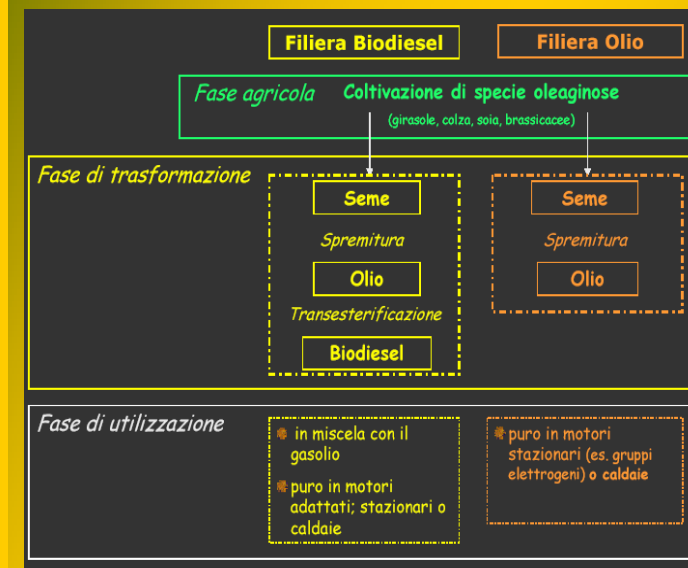 Filiera Biodiesel
Filiera Olio
Fase agricola
Coltivazione di specie oleaginose
(girasole, colza, soia, brassicacee)
Fase di trasformazione
Seme
Spremitura
Olio
Transesterificazione
Biodiesel
Seme
Spremitura
Olio
Fase di utilizzazione
in miscela con il
gasolio
puro in motori
adattati; stazionari o
caldaie
puro in motori
stazionari (es. gruppi
elettrogeni) o caldaie